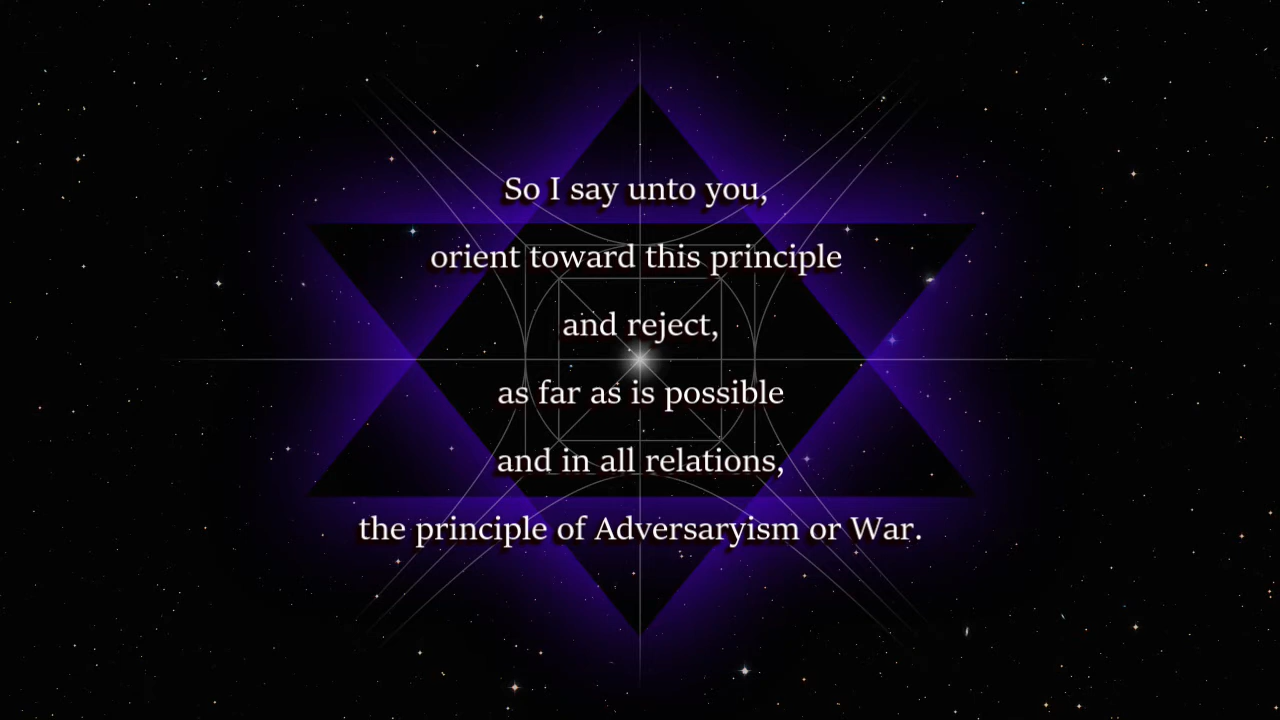 So I say unto you,
orient toward this principle
and reject,
as far as is possible
and in all relations,
the principle of Adversaryism or War.